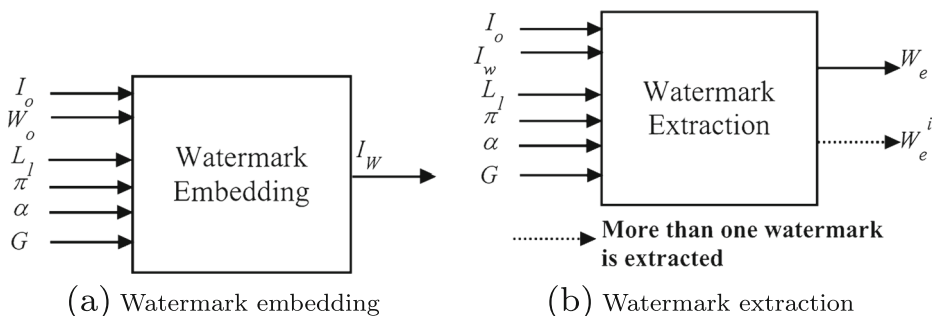 I_o
W_o
L_l
π
α
G
Watermark
Embedding
I_W
(a) Watermark embedding
I_o
I_w
L_l
π
α
G
Watermark
Extraction
W_e
W_e^i
More than one watermark
is extracted
(b) Watermark extraction